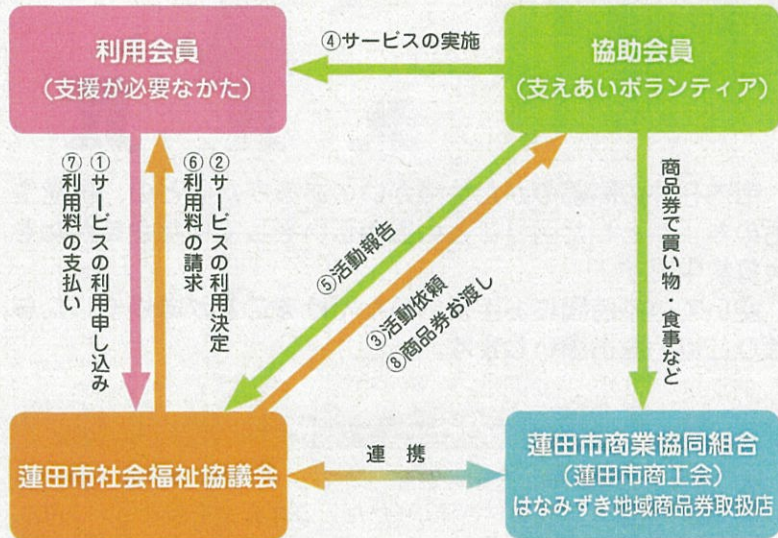 利用会員
(支援が必要なかた)
④サービスの実施
協助会員
(支えあいボランティア)
①サービスの利用申し込み
⑦利用料の支払い
②サービスの利用決定
⑥利用料の請求
⑤活動報告
③活動依頼
⑧商品券お渡し
商品券で買い物・食事など
蓮田市社会福祉協議会
連携
蓮田市商業協同組合
(蓮田市商工会)
はなみずき地域商品券取扱店